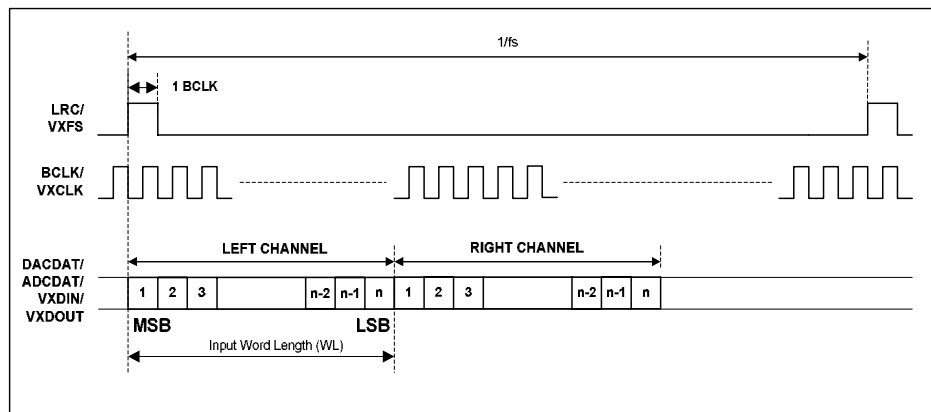 1/fs
1 BCLK
LRC/
VXFS
BCLK/
VXCLK
LEFT CHANNEL RIGHT CHANNEL
DACDAT/
ADCDAT/
VXDIN/
VXDOUT
1 2 3 n-2 n-1 n 1 2 3 n-2 n-1 n
MSB LSB
Input Word Length (WL)